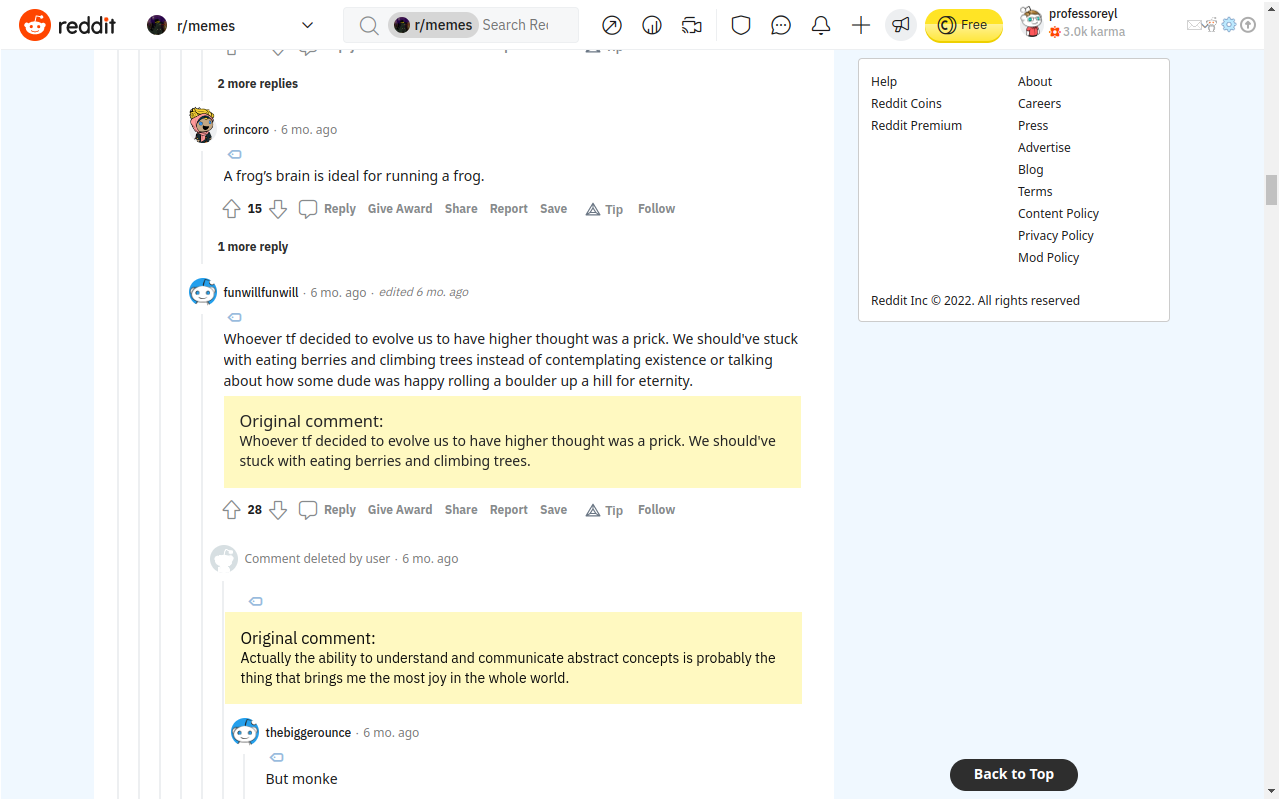 reddit r/memes r/memes Search Red Free professoreyl
3.0k karma
2 more replies
orincoro · 6 mo. ago
A frog's brain is ideal for running a frog.
15 Reply Give Award Share Report Save Tip Follow
1 more reply
funwillfunwill · 6 mo. ago · edited 6 mo. ago
Whoever tf decided to evolve us to have higher thought was a prick. We should've stuck
with eating berries and climbing trees instead of contemplating existence or talking
about how some dude was happy rolling a boulder up a hill for eternity.
Original comment:
Whoever tf decided to evolve us to have higher thought was a prick. We should've
stuck with eating berries and climbing trees.
28 Reply Give Award Share Report Save Tip Follow
Comment deleted by user · 6 mo. ago
Original comment:
Actually the ability to understand and communicate abstract concepts is probably the
thing that brings me the most joy in the whole world.
thebiggerounce · 6 mo. ago
But monke
Help
Reddit Coins
Reddit Premium
About
Careers
Press
Advertise
Blog
Terms
Content Policy
Privacy Policy
Mod Policy
Reddit Inc © 2022. All rights reserved
Back to Top